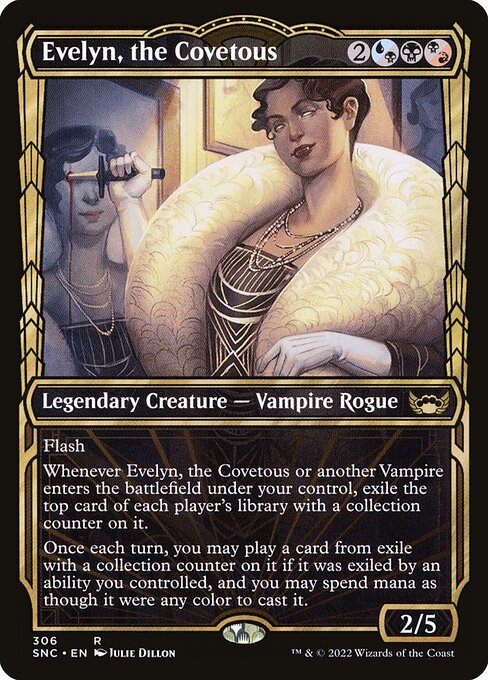 Evelyn, the Covetous 2
Legendary Creature — Vampire Rogue
Flash
Whenever Evelyn, the Covetous or another Vampire
enters the battlefield under your control, exile the
top card of each player's library with a collection
counter on it.
Once each turn, you may play a card from exile
with a collection counter on it if it was exiled by an
ability you controlled, and you may spend mana as
though it were any color to cast it.
2/5
306 R
SNC • EN JULIE DILLON
™ & © 2022 Wizards of the Coast